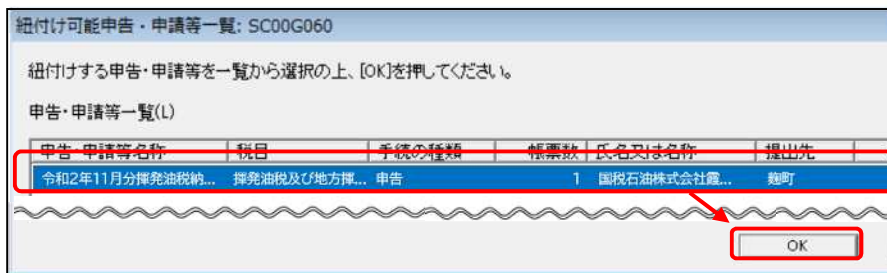 紐付け可能申告・申請等一覧: SC00G060
紐付けする申告・申請等を一覧から選択の上、[OK]を押してください。
申告・申請等一覧(L)
申告・申請等名称 税目 手続の種類 帳票数 氏名又は名称 提出先
令和2年11月分揮発油税納... 揮発油税及び地方揮... 申告 1 国税石油株式会社霞... 麹町
OK